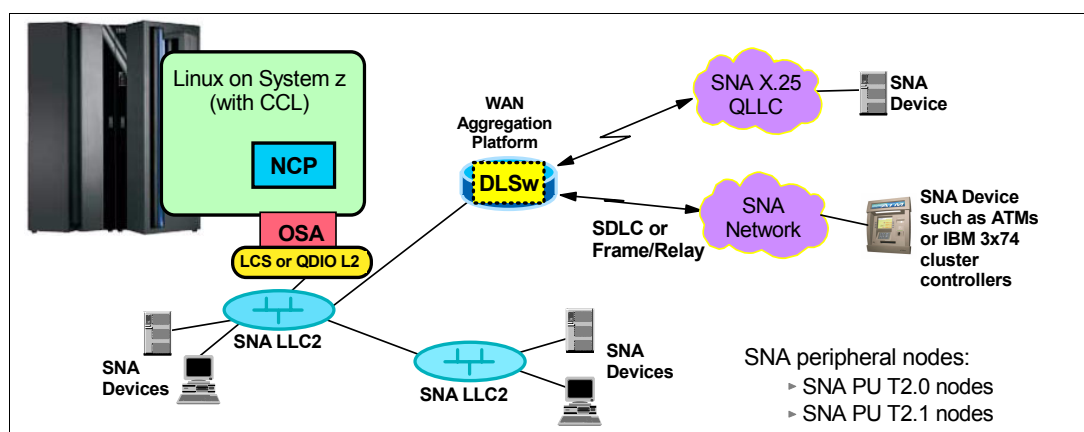 Linux on System z
(with CCL)
NCP
OSA
LCS or QDIO L2
SNA LLC2
SNA
Devices
SNA LLC2
SNA
Devices
WAN
Aggregation
Platform
DLSw
SNA X.25
QLLC
SNA
Device
SDLC or
Frame/Relay
SNA
Network
SNA Device
such as ATMs
or IBM 3x74
cluster
controllers
SNA peripheral nodes:
SNA PU T2.0 nodes
SNA PU T2.1 nodes